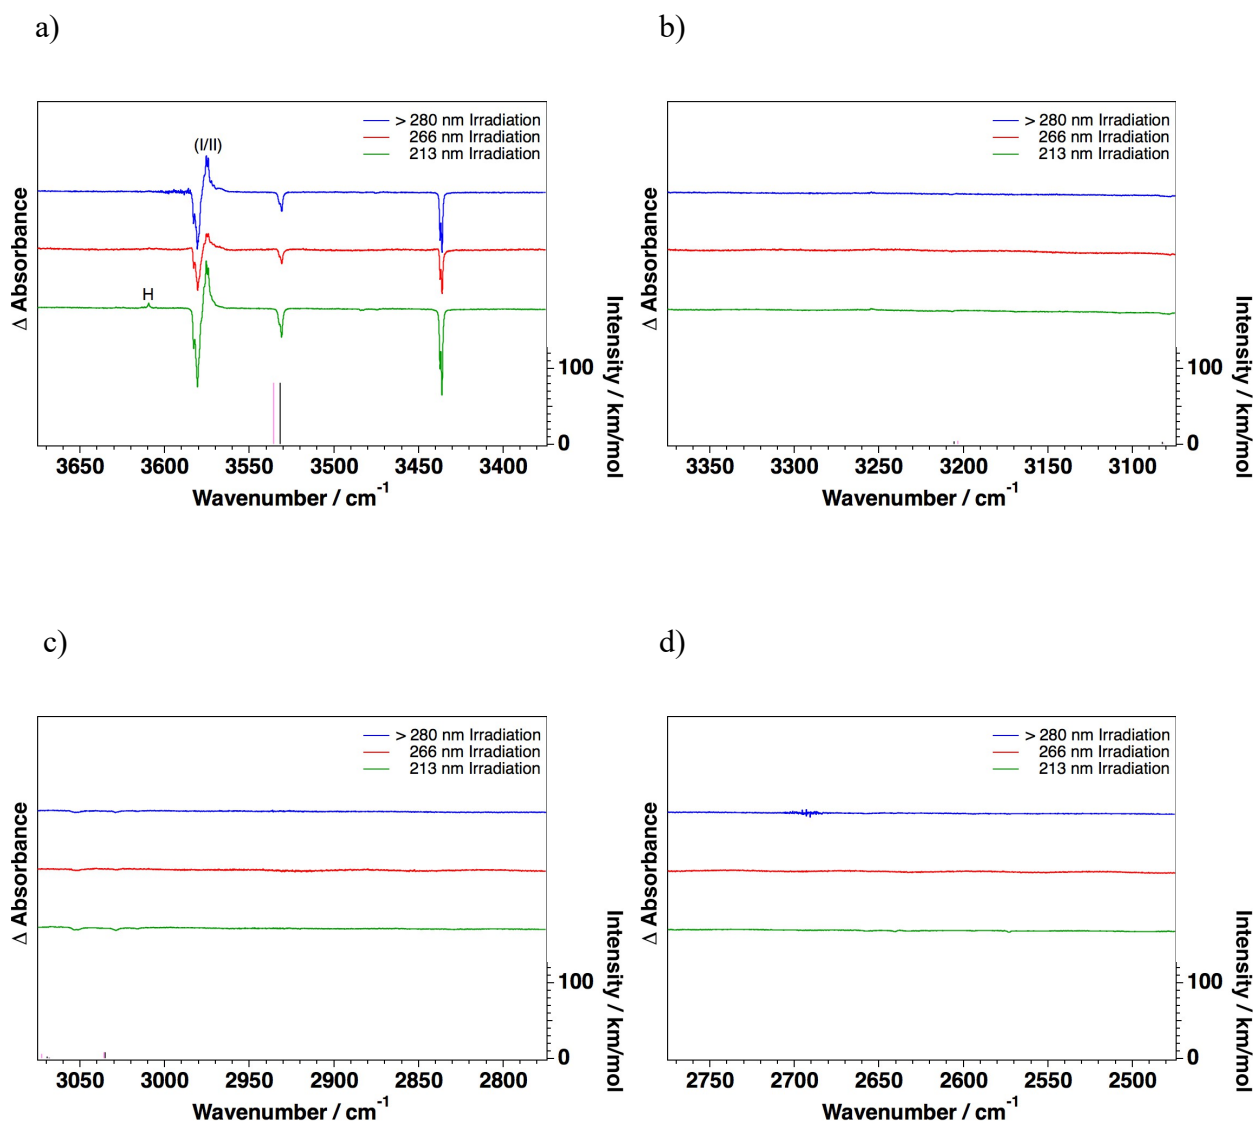 a)
> 280 nm Irradiation
266 nm Irradiation
213 nm Irradiation
(I/II)
H
Δ Absorbance
Intensity / km/mol
100
0
3650 3600 3550 3500 3450 3400
Wavenumber / cm-1
b)
> 280 nm Irradiation
266 nm Irradiation
213 nm Irradiation
Δ Absorbance
Intensity / km/mol
100
0
3350 3300 3250 3200 3150 3100
Wavenumber / cm-1
c)
> 280 nm Irradiation
266 nm Irradiation
213 nm Irradiation
Δ Absorbance
Intensity / km/mol
100
0
3050 3000 2950 2900 2850 2800
Wavenumber / cm-1
d)
> 280 nm Irradiation
266 nm Irradiation
213 nm Irradiation
Δ Absorbance
Intensity / km/mol
100
0
2750 2700 2650 2600 2550 2500
Wavenumber / cm-1